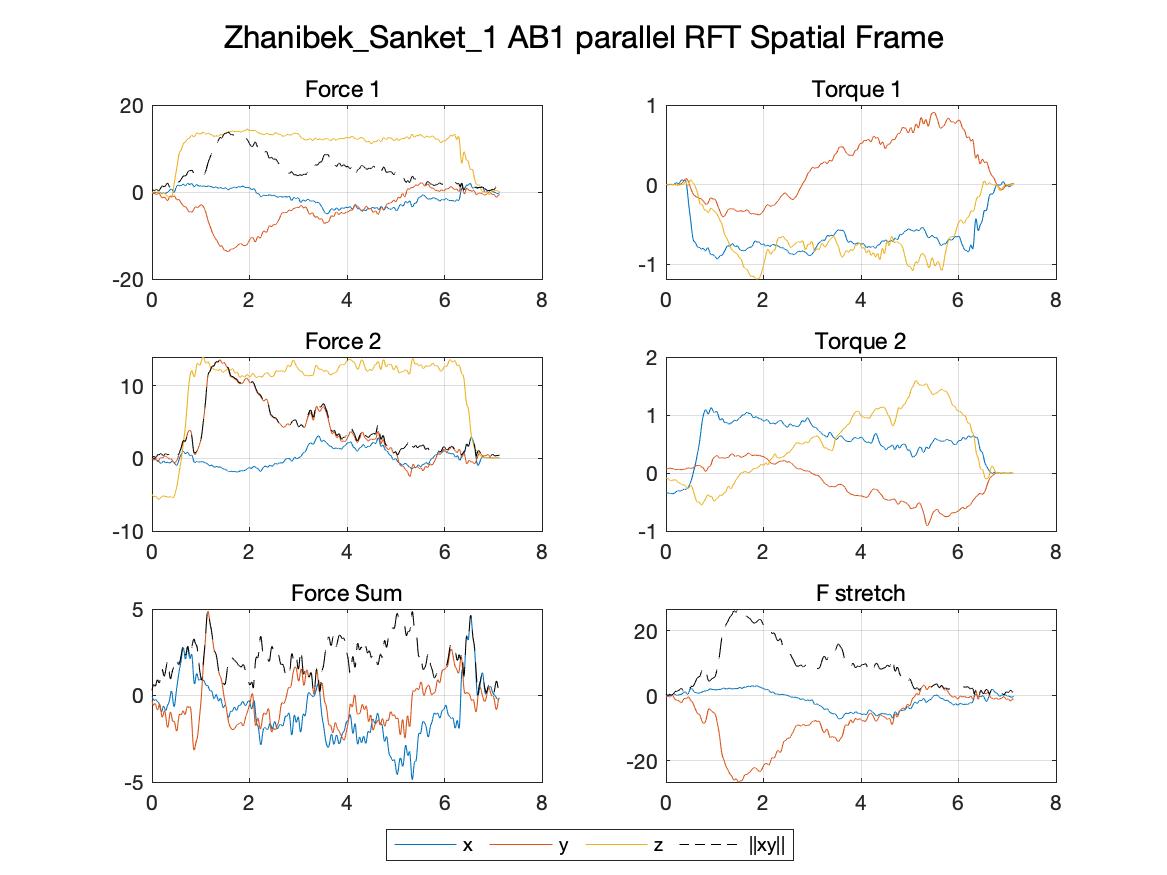 Zhanibek_Sanket_1 AB1 parallel RFT Spatial Frame
Force 1
20
0
-20
0 2 4 6 8
Torque 1
1
0
-1
0 2 4 6 8
Force 2
10
0
-10
0 2 4 6 8
Torque 2
2
1
0
-1
0 2 4 6 8
Force Sum
5
0
-5
0 2 4 6 8
F stretch
20
0
-20
0 2 4 6 8
x y z ||xy||